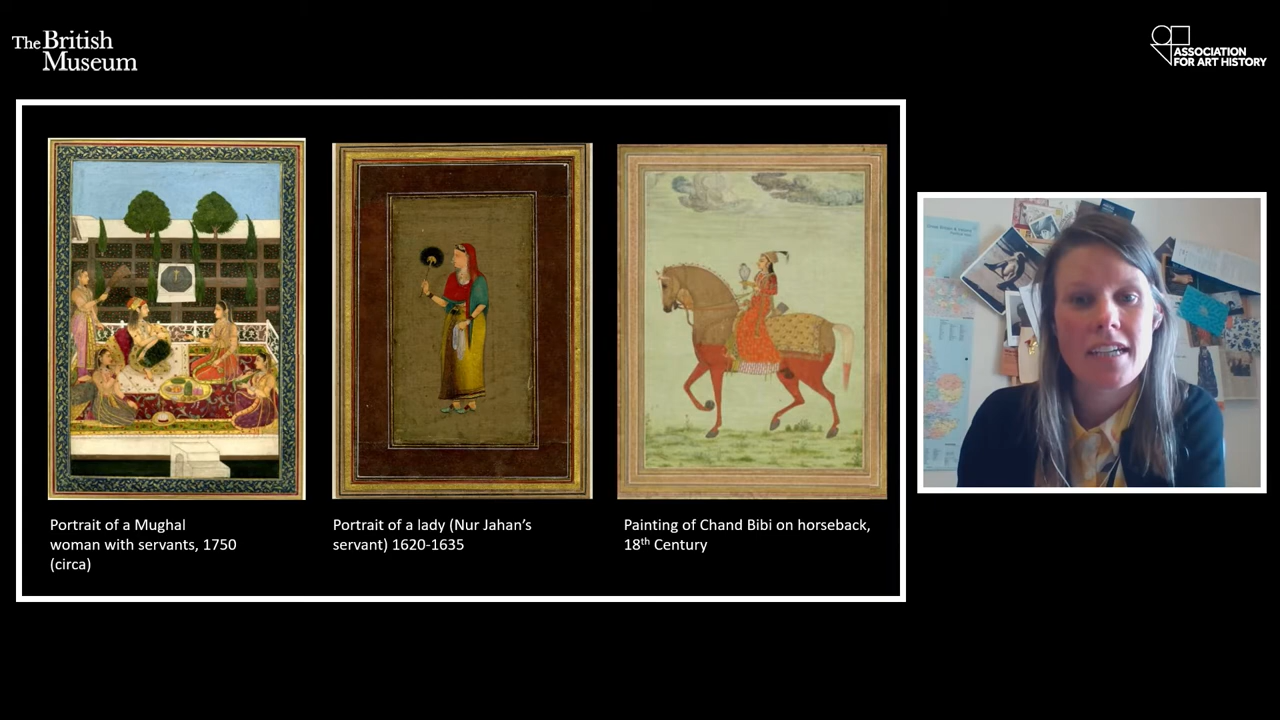 The British
Museum
ASSOCIATION
FOR ART HISTORY
Portrait of a Mughal
woman with servants, 1750
(circa)
Portrait of a lady (Nur Jahan's
servant) 1620-1635
Painting of Chand Bibi on horseback,
18th Century